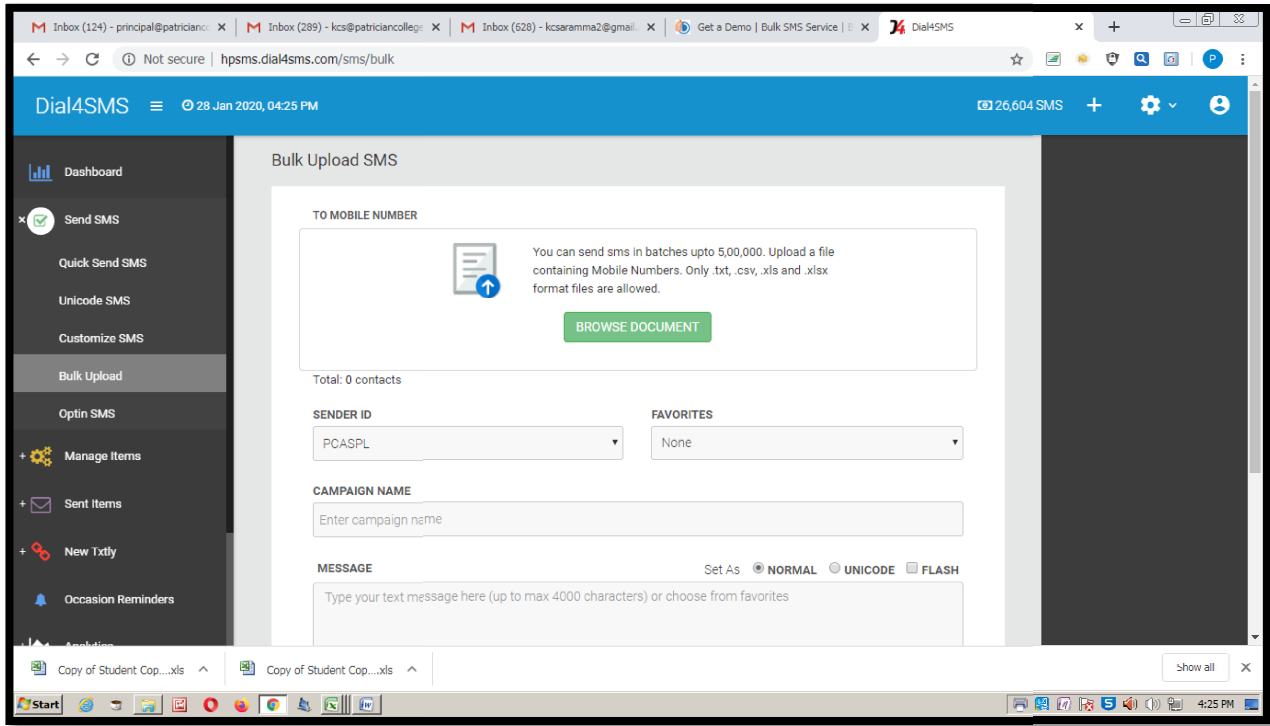 Inbox (124) - principal@patricianc
Inbox (289) - kcs@patriciancollege
Inbox (628) - kcsaramma2@gmail.
Get a Demo | Bulk SMS Service |
Dial4SMS
Not secure | hpsms.dial4sms.com/sms/bulk
P
Dial4SMS
28 Jan 2020, 04:25 PM
26,604 SMS
Dashboard
Send SMS
Quick Send SMS
Unicode SMS
Customize SMS
Bulk Upload
Optin SMS
Manage Items
Sent Items
New Txtly
Occasion Reminders
Analytics
Bulk Upload SMS
TO MOBILE NUMBER
You can send sms in batches upto 5,00,000. Upload a file
containing Mobile Numbers. Only .txt, .csv, .xls and .xlsx
format files are allowed.
BROWSE DOCUMENT
Total: 0 contacts
SENDER ID
FAVORITES
PCASPL
None
CAMPAIGN NAME
Enter campaign name
MESSAGE
Set As NORMAL UNICODE FLASH
Type your text message here (up to max 4000 characters) or choose from favorites
Copy of Student Cop....xls
Copy of Student Cop....xls
Show all
Start
4:25 PM